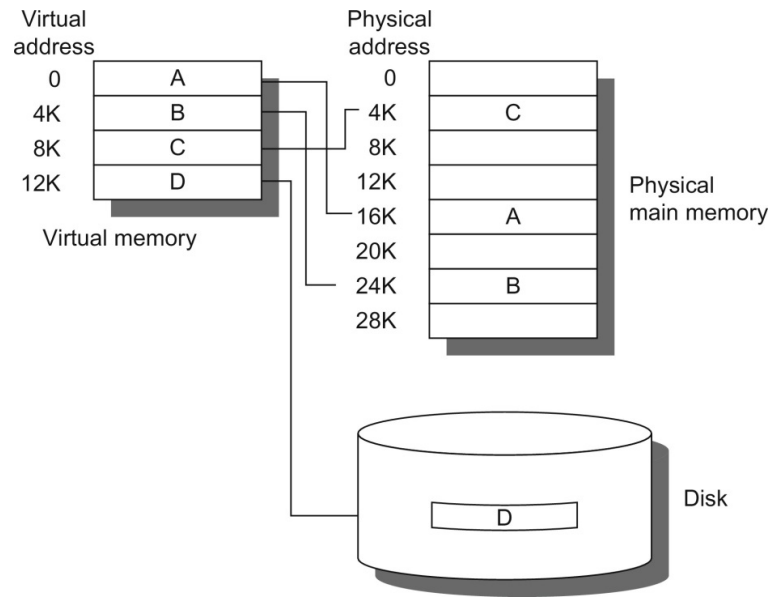 Virtual
address
0
A
4K
B
8K
C
12K
D
Virtual memory
Physical
address
0
4K
C
8K
12K
16K
A
20K
24K
B
28K
Physical
main memory
D
Disk